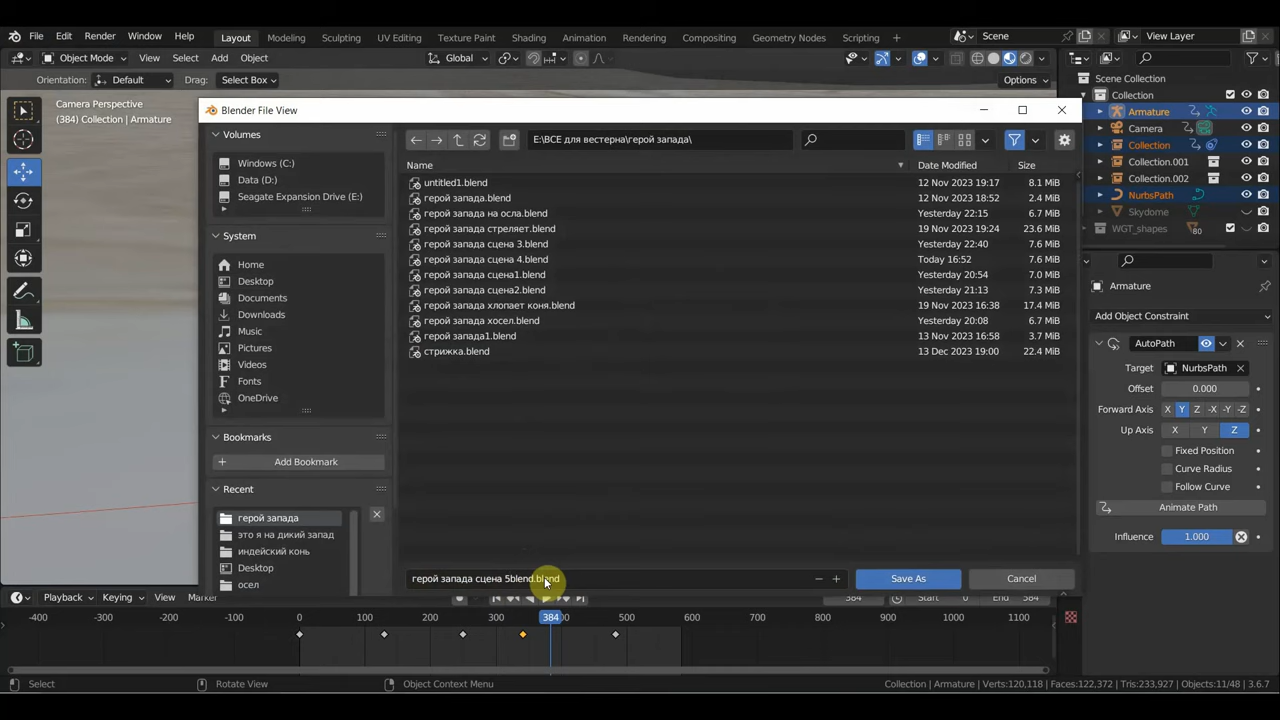 File Edit Render Window Help Layout Modeling Sculpting UV Editing Texture Paint Shading Animation Rendering Compositing Geometry Nodes Scripting Scene View Layer
Object Mode View Select Add Object Global
Orientation: Default Drag: Select Box Options
Camera Perspective
(384) Collection | Armature
Blender File View
Volumes
Windows (C:)
Data (D:)
Seagate Expansion Drive (E:)
System
Home
Desktop
Documents
Downloads
Music
Pictures
Videos
Fonts
OneDrive
Bookmarks
Add Bookmark
Recent
герой запада
это я на дикий запад
индейский конь
Desktop
осел
E:\ВСЕ для вестерна\герой запада\
Name Date Modified Size
untitled1.blend 12 Nov 2023 19:17 8.1 MiB
герой запада.blend 12 Nov 2023 18:52 2.4 MiB
герой запада на осла.blend Yesterday 22:15 6.7 MiB
герой запада стреляет.blend 19 Nov 2023 19:24 23.6 MiB
герой запада сцена 3.blend Yesterday 22:40 7.6 MiB
герой запада сцена 4.blend Today 16:52 7.6 MiB
герой запада сцена1.blend Yesterday 20:54 7.0 MiB
герой запада сцена2.blend Yesterday 21:13 7.3 MiB
герой запада хлопает коня.blend 19 Nov 2023 16:38 17.4 MiB
герой запада хосел.blend Yesterday 20:08 6.7 MiB
герой запада1.blend 13 Nov 2023 16:58 3.7 MiB
стрижка.blend 13 Dec 2023 19:00 22.4 MiB
герой запада сцена 5blend.blend Save As Cancel
Scene Collection
Collection
Armature
Camera
Collection
Collection.001
Collection.002
NurbsPath
Skydome
WGT_shapes 80
Armature
Add Object Constraint
AutoPath
Target NurbsPath
Offset 0.000
Forward Axis X Y Z -X -Y -Z
Up Axis X Y Z
Fixed Position
Curve Radius
Follow Curve
Animate Path
Influence 1.000
Playback Keying View Marker 384 Start 0 End 584
-400 -300 -200 -100 0 100 200 300 384 500 600 700 800 900 1000 1100
Select Rotate View Object Context Menu Collection | Armature | Verts:120,118 | Faces:122,372 | Tris:233,927 | Objects:11/48 | 3.6.7